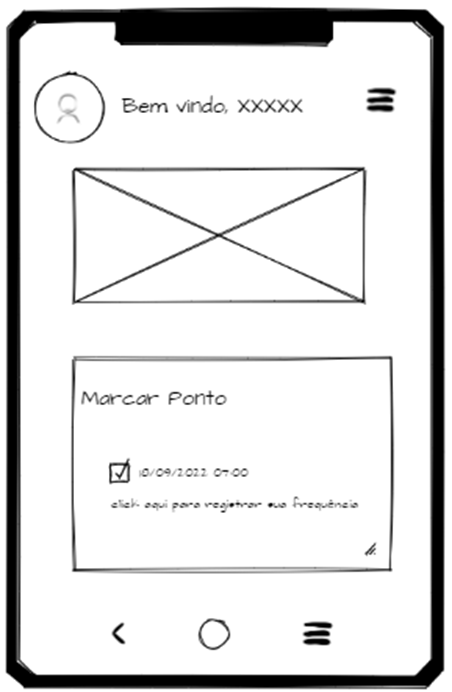 Bem vindo, XXXXX
Marcar Ponto
10/09/2022 07:00
click aqui para registrar sua frequência